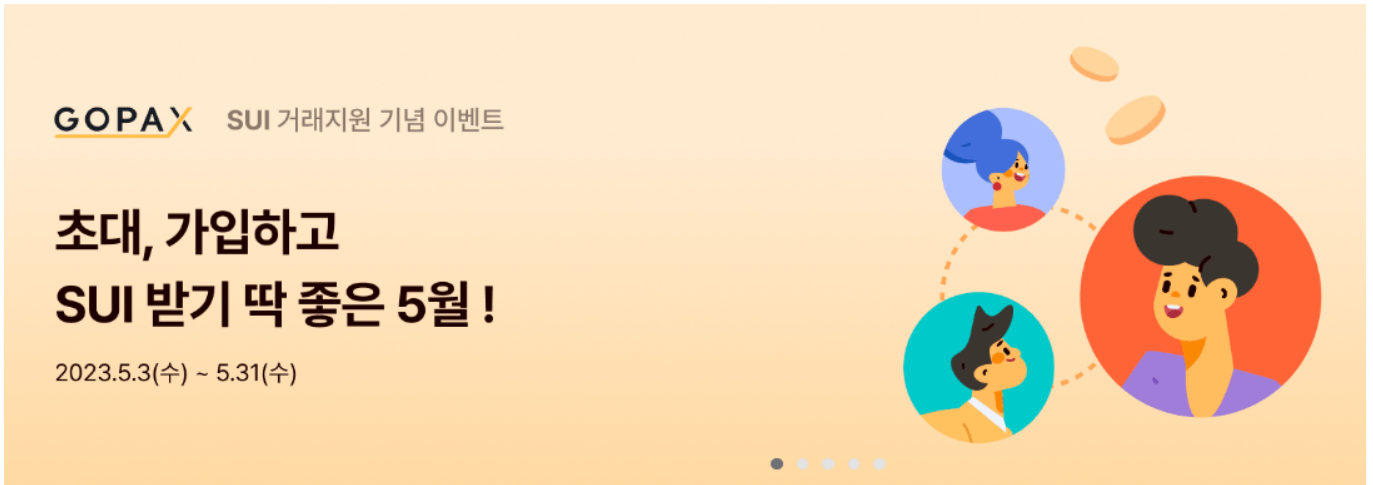 GOPAX SUI 거래지원 기념 이벤트
초대, 가입하고
SUI 받기 딱 좋은 5월 !
2023.5.3(수) ~ 5.31(수)